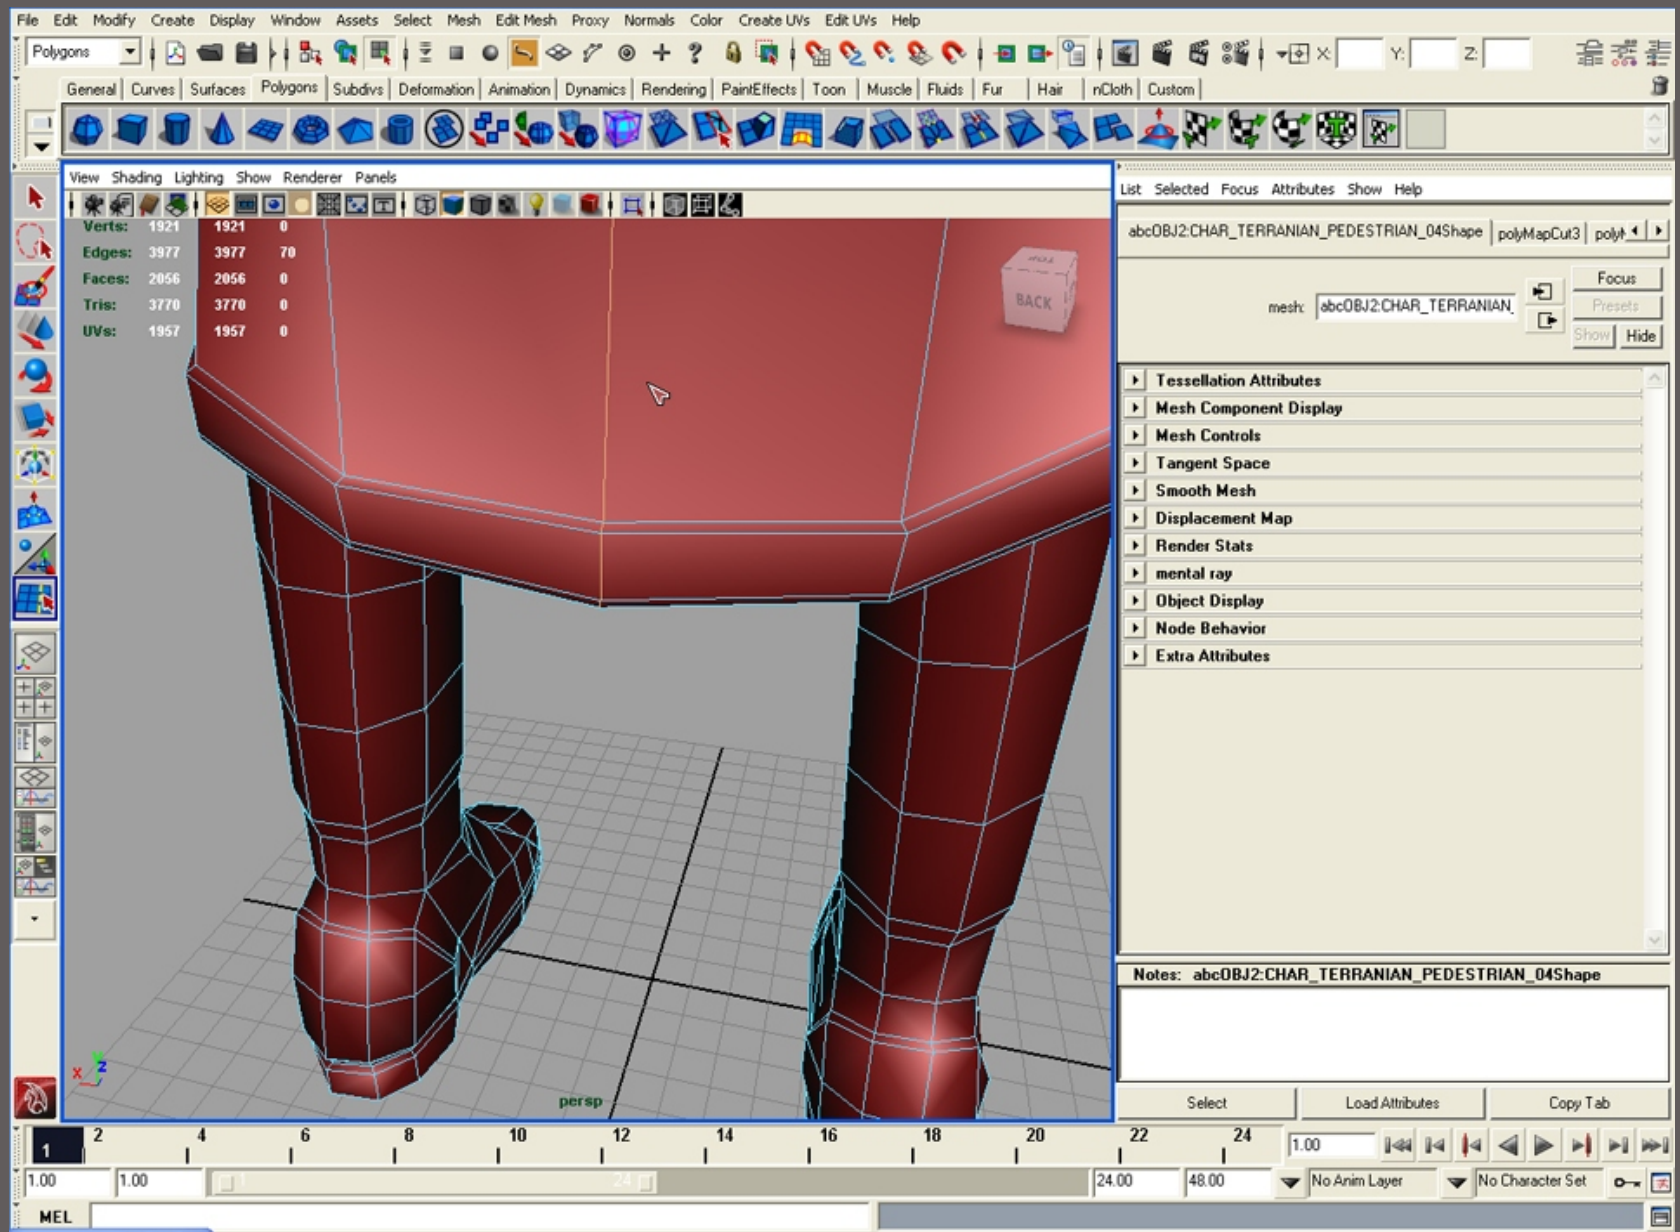 File Edit Modify Create Display Window Assets Select Mesh Edit Mesh Proxy Normals Color Create UVs Edit UVs Help
Polygons X: Y: Z:
General Curves Surfaces Polygons Subdivs Deformation Animation Dynamics Rendering PaintEffects Toon Muscle Fluids Fur Hair nCloth Custom
View Shading Lighting Show Renderer Panels
List Selected Focus Attributes Show Help
Verts: 1921 1921 0
Edges: 3977 3977 70
Faces: 2056 2056 0
Tris: 3770 3770 0
UVs: 1957 1957 0
TOP
BACK
abcOBJ2:CHAR_TERRANIAN_PEDESTRIAN_04Shape polyMapCut3
mesh: abcOBJ2:CHAR_TERRANIAN_
Focus
Presets
Show Hide
Tessellation Attributes
Mesh Component Display
Mesh Controls
Tangent Space
Smooth Mesh
Displacement Map
Render Stats
mental ray
Object Display
Node Behavior
Extra Attributes
Notes: abcOBJ2:CHAR_TERRANIAN_PEDESTRIAN_04Shape
x y z
persp
Select Load Attributes Copy Tab
1 2 4 6 8 10 12 14 16 18 20 22 24 1.00
1.00 1.00 1 24 24.00 48.00 No Anim Layer No Character Set
MEL